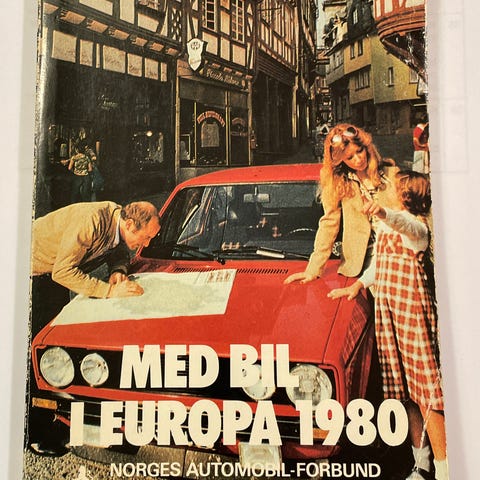 MED BIL
I EUROPA 1980
NORGES AUTOMOBIL-FORBUND